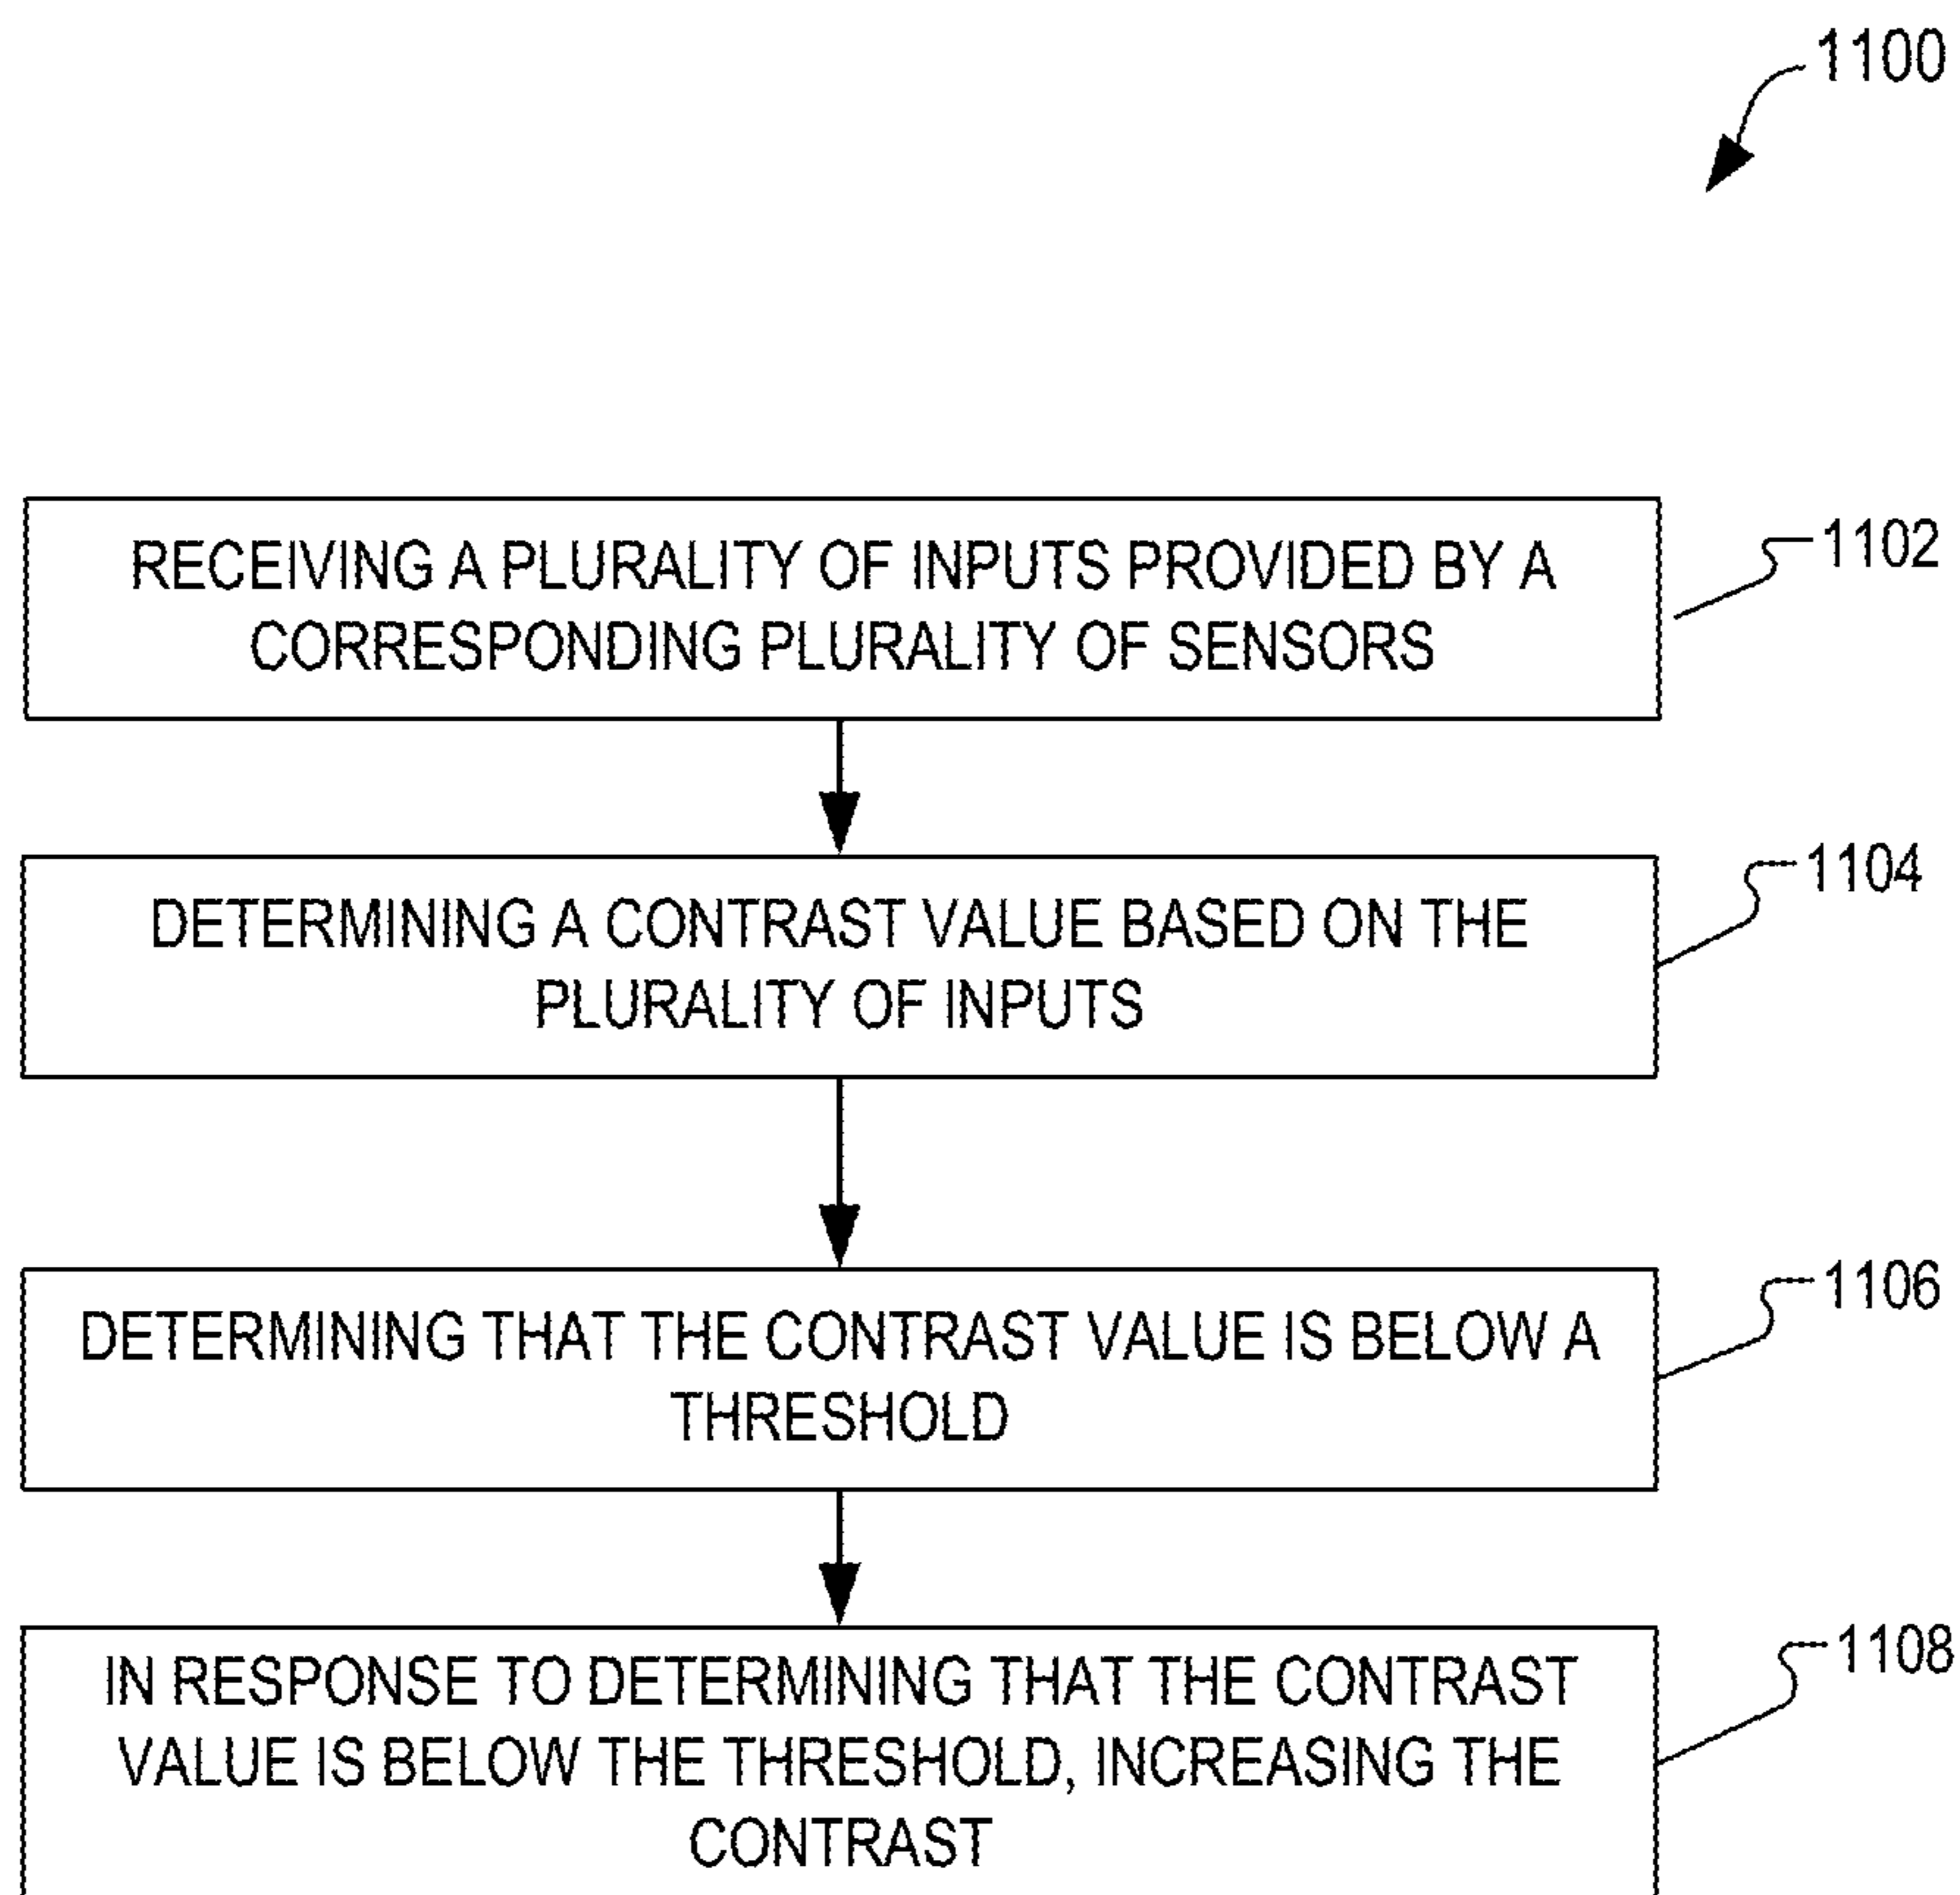 1100
RECEIVING A PLURALITY OF INPUTS PROVIDED BY A
CORRESPONDING PLURALITY OF SENSORS
1102
DETERMINING A CONTRAST VALUE BASED ON THE
PLURALITY OF INPUTS
1104
DETERMINING THAT THE CONTRAST VALUE IS BELOW A
THRESHOLD
1106
IN RESPONSE TO DETERMINING THAT THE CONTRAST
VALUE IS BELOW THE THRESHOLD, INCREASING THE
CONTRAST
1108